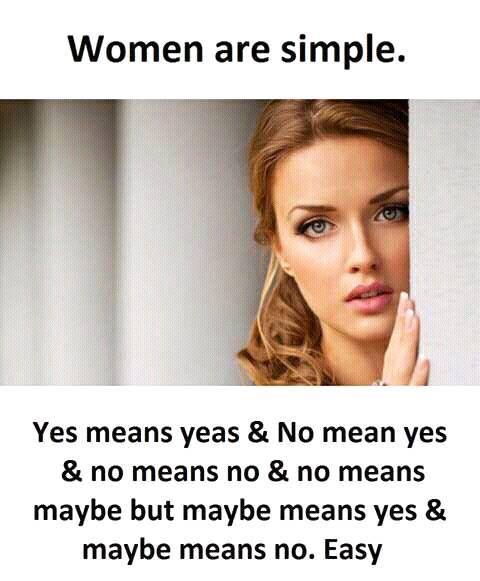 Women are simple.
Yes means yeas & No mean yes
& no means no & no means
maybe but maybe means yes &
maybe means no. Easy